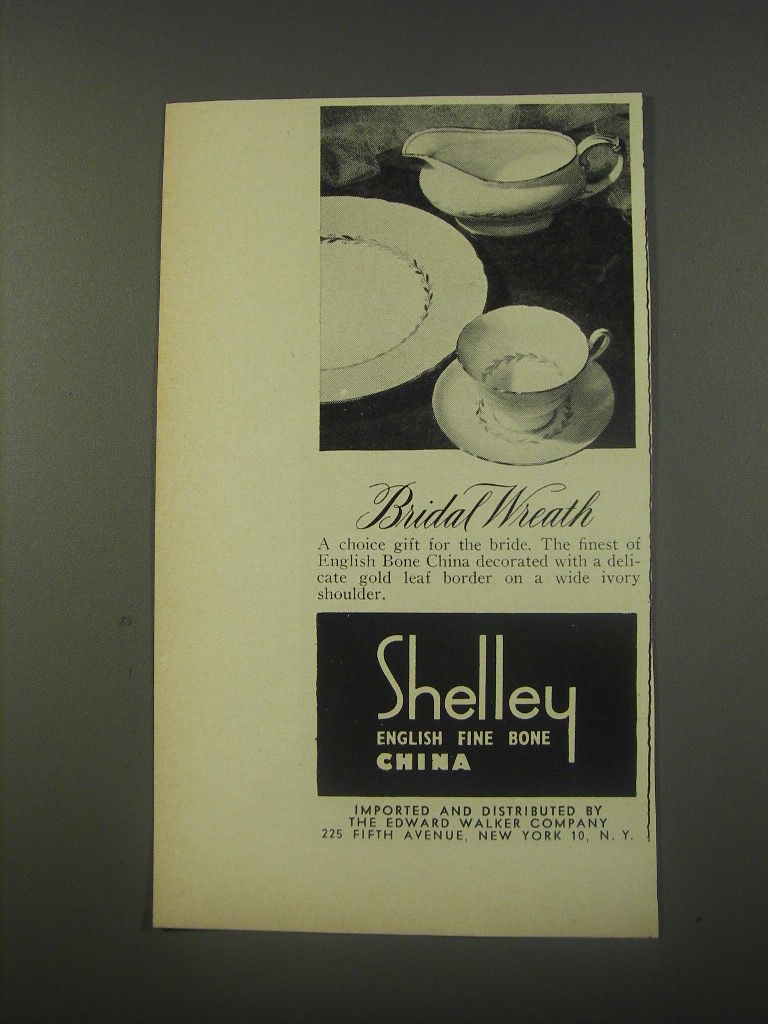 Bridal Wreath
A choice gift for the bride. The finest of
English Bone China decorated with a deli-
cate gold leaf border on a wide ivory
shoulder.
Shelley
ENGLISH FINE BONE
CHINA
IMPORTED AND DISTRIBUTED BY
THE EDWARD WALKER COMPANY
225 FIFTH AVENUE, NEW YORK 10, N. Y.